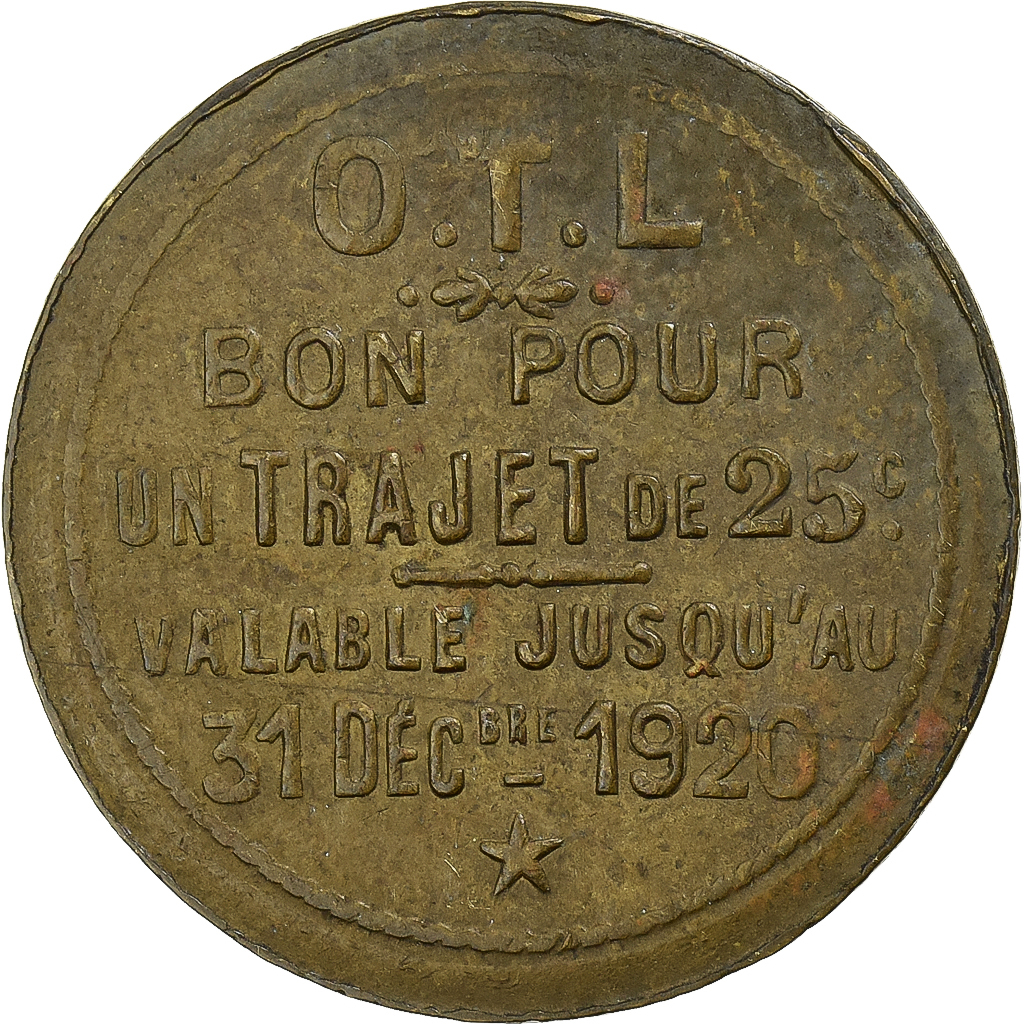 O.T.L
BON POUR
UN TRAJET DE 25C.
VALABLE JUSQU'AU
31 DÉCBRE 1920